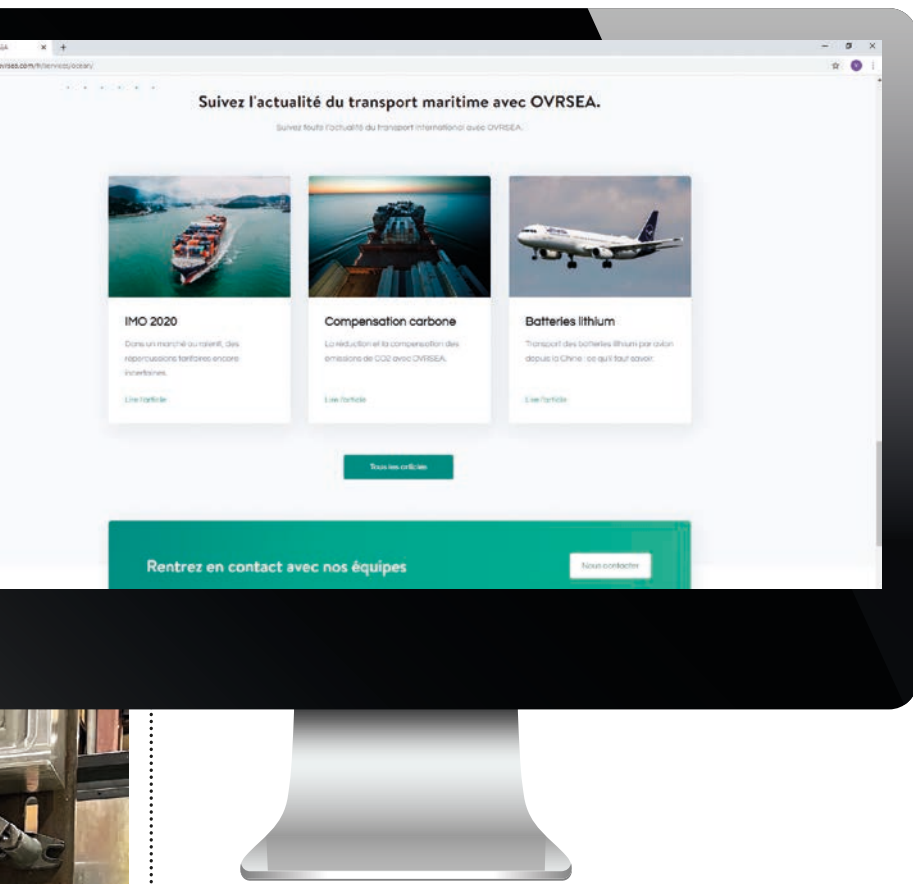 Suivez l'actualité du transport maritime avec OVRSEA.
Suivez toute l'actualité du transport international avec OVRSEA.
IMO 2020
Dans un marché au ralenti, des
répercussions tarifaires encore
incertaines.
Lire l'article
Compensation carbone
La réduction et la compensation des
émissions de CO2 avec OVRSEA.
Lire l'article
Batteries lithium
Transport des batteries lithium par avion
depuis la Chine : ce qu'il faut savoir.
Lire l'article
Tous les articles
Rentrez en contact avec nos équipes
Nous contacter